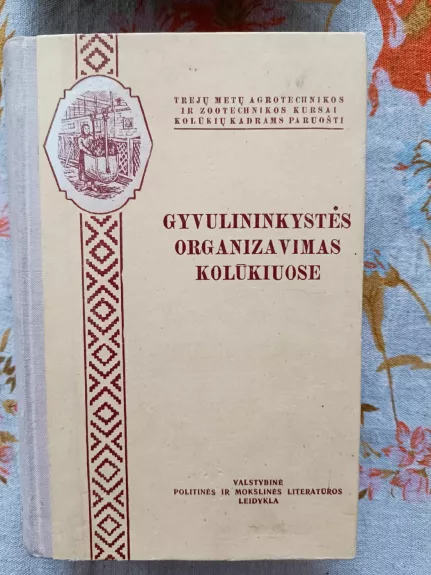 TREJŲ METŲ AGROTECHNIKOS
IR ZOOTECHNIKOS KURSAI
KOLŪKIŲ KADRAMS PARUOŠTI
GYVULININKYSTĖS
ORGANIZAVIMAS
KOLŪKIUOSE
VALSTYBINĖ
POLITINĖS IR MOKSLINĖS LITERATŪROS
LEIDYKLA